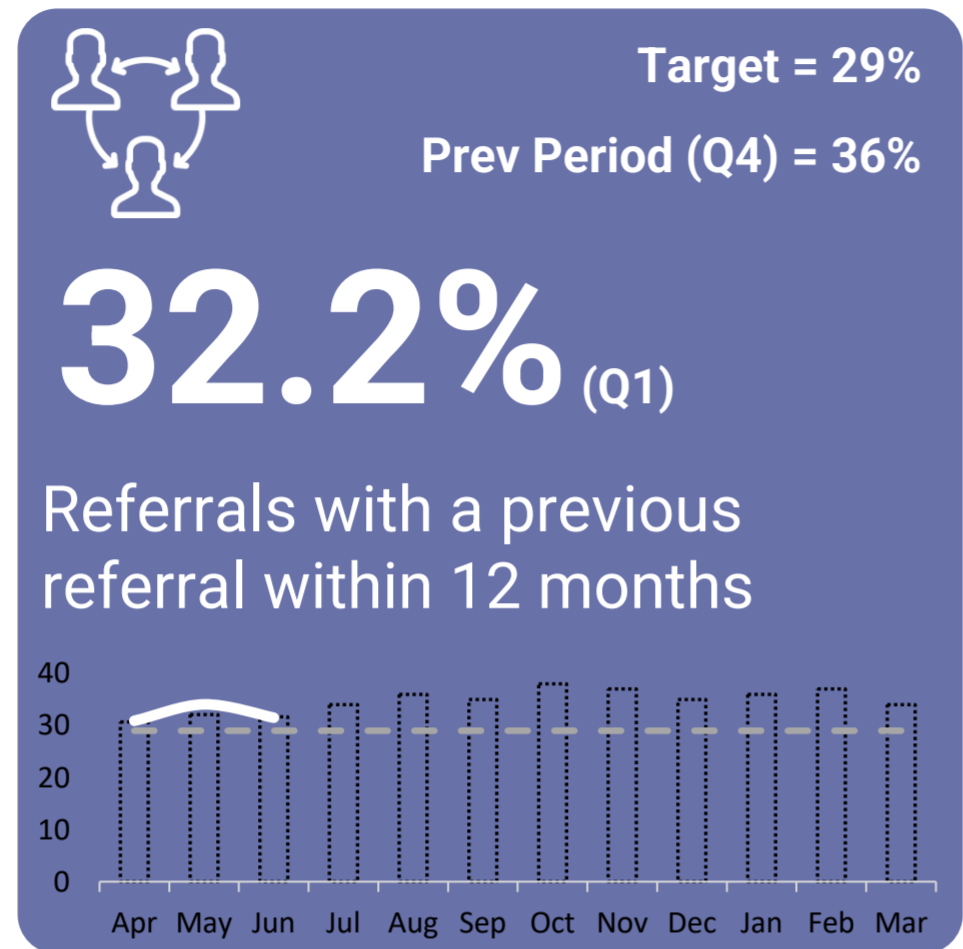 Target = 29%
Prev Period (Q4) = 36%
32.2% (Q1)
Referrals with a previous
referral within 12 months
40
30
20
10
0
Apr May Jun Jul Aug Sep Oct Nov Dec Jan Feb Mar